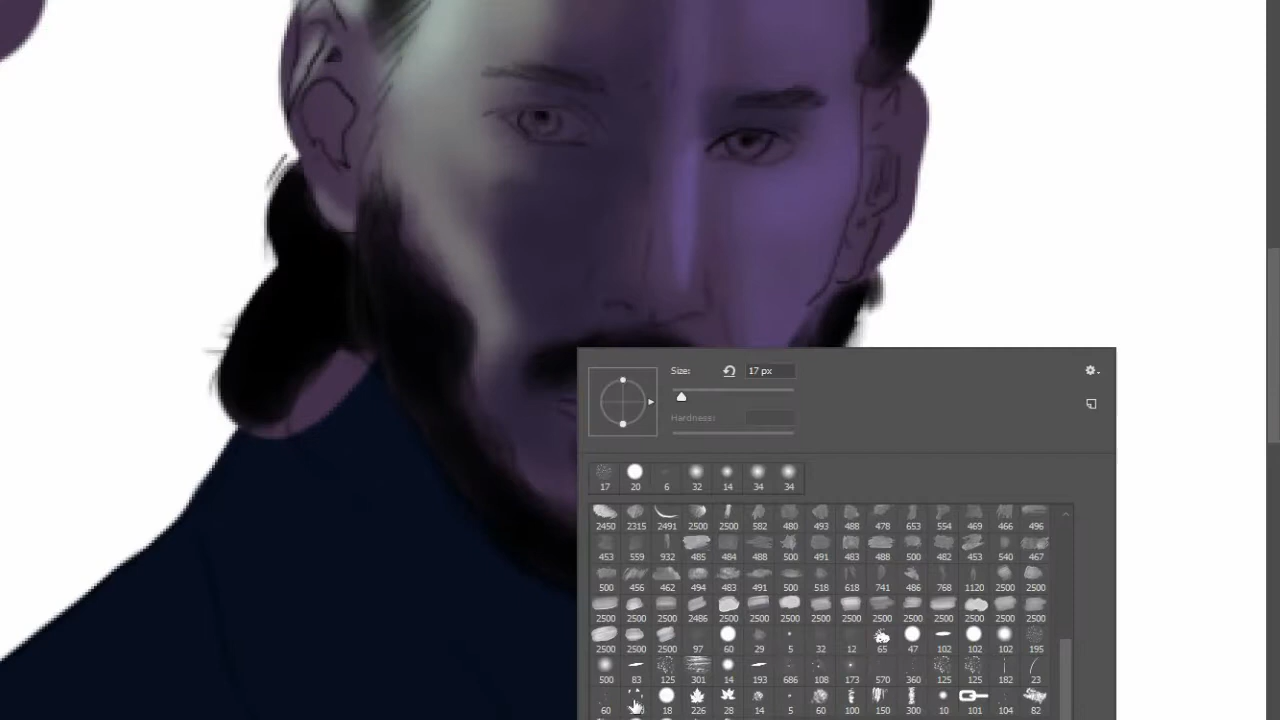 Size: 17 px
Hardness:
17 20 6 32 14 34 34
2450 2315 2491 2500 2500 582 480 493 488 478 653 554 469 466 496
453 559 932 485 484 488 500 491 483 488 500 482 453 540 467
500 456 462 494 483 491 500 518 618 741 486 768 1120 2500 2500
2500 2500 2500 2486 2500 2500 2500 2500 2500 2500 2500 2500 2500 2500 2500
2500 2500 2500 97 60 29 5 32 12 65 47 102 102 102 195
500 83 125 301 14 193 686 108 173 570 360 125 125 182 23
60 18 226 28 14 5 60 100 150 300 10 101 104 82